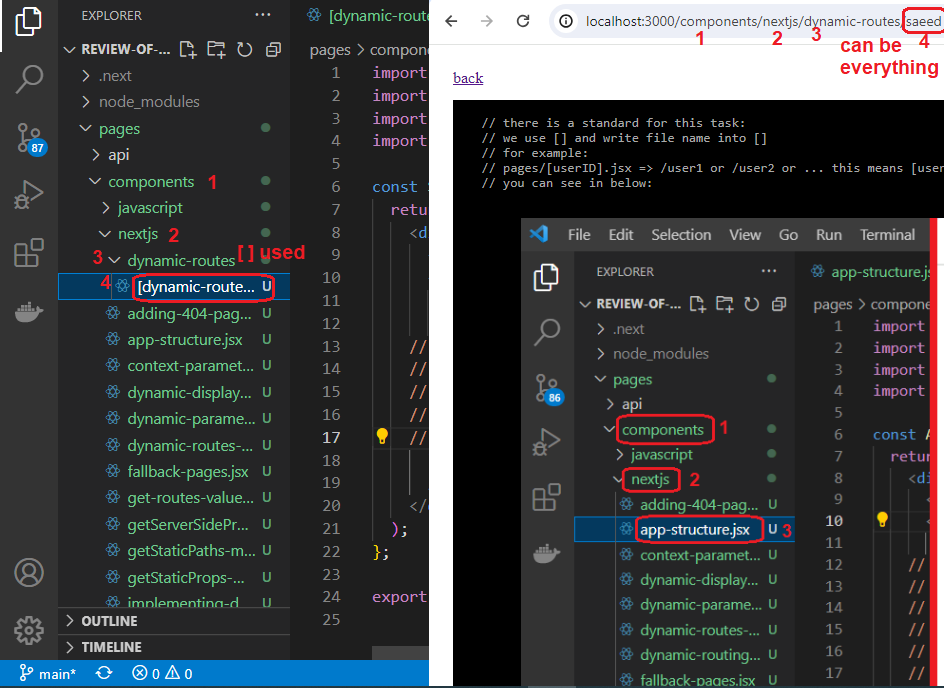 EXPLORER
REVIEW-OF-...
.next
node_modules
pages
api
components 1
javascript
nextjs 2
3 dynamic-routes [ ] used
4 [dynamic-route... U
adding-404-pag... U
app-structure.jsx U
context-paramet... U
dynamic-display... U
dynamic-parame... U
dynamic-routes-... U
fallback-pages.jsx U
get-routes-value... U
getServerSidePr... U
getStaticPaths-m... U
getStaticProps-... U
implementing-d... U
OUTLINE
TIMELINE
87
main*
0 0
[dynamic-route
pages > compon
1 import
2 import
3 import
4 import
5
6 const
7 retu
8 <d
9
10
11
12
13 //
14 //
15 //
16 //
17 //
18
19
20 </
21 );
22 };
23
24 export
25
localhost:3000/components/nextjs/dynamic-routes/saeed
1 2 3 4
can be
everything
back
// there is a standard for this task:
// we use [] and write file name into []
// for example:
// pages/[userID].jsx => /user1 or /user2 or ... this means [user
// you can see in below:
File Edit Selection View Go Run Terminal
EXPLORER
REVIEW-OF-...
.next
node_modules
pages
api
components 1
javascript
nextjs 2
adding-404-pag... U
app-structure.jsx U 3
context-paramet... U
dynamic-display... U
dynamic-parame... U
dynamic-routes-... U
dynamic-routing... U
fallback-pages.jsx U
86
app-structure.js
pages > compone
1 import
2 import
3 import
4 import
5
6 const A
7 retur
8 <di
9 <
10 <
11
12 //
13 //
14 //
15 //
16 //
17 //